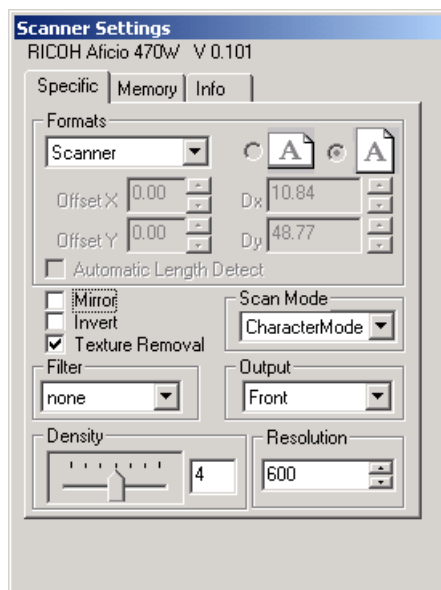 Scanner Settings
RICOH Aficio 470W V 0.101
Specific Memory Info
Formats
Scanner A A
Offset X 0.00 Dx 10.84
Offset Y 0.00 Dy 48.77
Automatic Length Detect
Mirror
Invert
Texture Removal
Scan Mode
CharacterMode
Filter
none
Output
Front
Density
4
Resolution
600